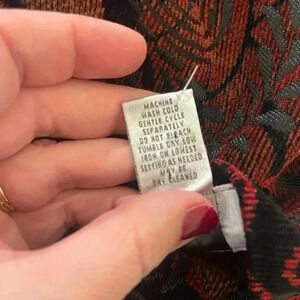 MACHINE
WASH COLD
GENTLE CYCLE
SEPARATELY
DO NOT BLEACH
TUMBLE DRY LOW
IRON ON LOWEST
SETTING AS NEEDED
MAY BE
DRY CLEANED